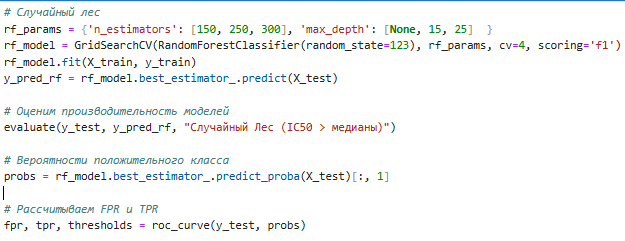 # Случайный лес
rf_params = {'n_estimators': [150, 250, 300], 'max_depth': [None, 15, 25]  }
rf_model = GridSearchCV(RandomForestClassifier(random_state=123), rf_params, cv=4, scoring='f1')
rf_model.fit(X_train, y_train)
y_pred_rf = rf_model.best_estimator_.predict(X_test)
# Оценим производительность моделей
evaluate(y_test, y_pred_rf, "Случайный Лес (IC50 > медианы)")
# Вероятности положительного класса
probs = rf_model.best_estimator_.predict_proba(X_test)[:, 1]
# Рассчитываем FPR и TPR
fpr, tpr, thresholds = roc_curve(y_test, probs)